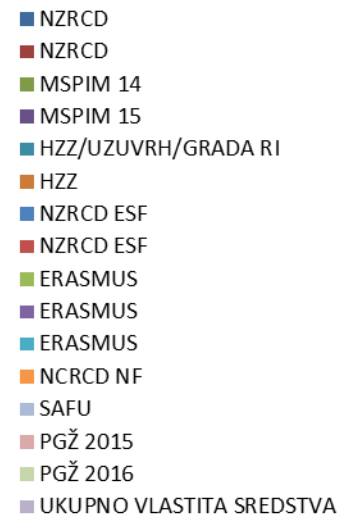 NZRCD
NZRCD
MSPIM 14
MSPIM 15
HZZ/UZUVRH/GRADA RI
HZZ
NZRCD ESF
NZRCD ESF
ERASMUS
ERASMUS
ERASMUS
NCRCD NF
SAFU
PGŽ 2015
PGŽ 2016
UKUPNO VLASTITA SREDSTVA